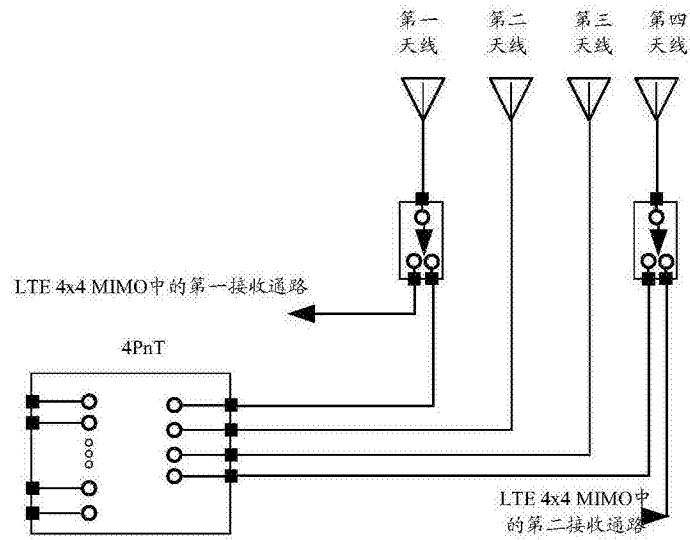 第一 第二 第三 第四
天线 天线 天线 天线
LTE 4x4 MIMO中的第一接收通路
4PnT
LTE 4x4 MIMO中
的第二接收通路